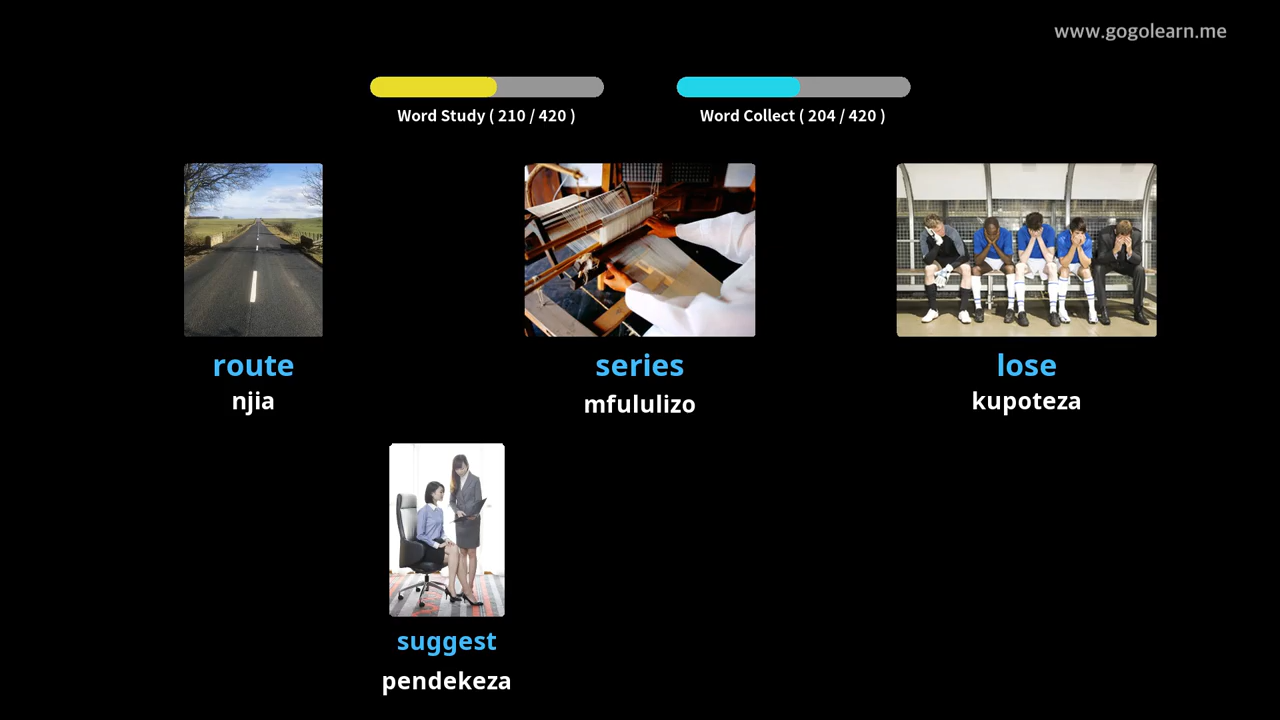 www.gogolearn.me
Word Study ( 210 / 420 )
Word Collect ( 204 / 420 )
route
njia
series
mfululizo
lose
kupoteza
suggest
pendekeza